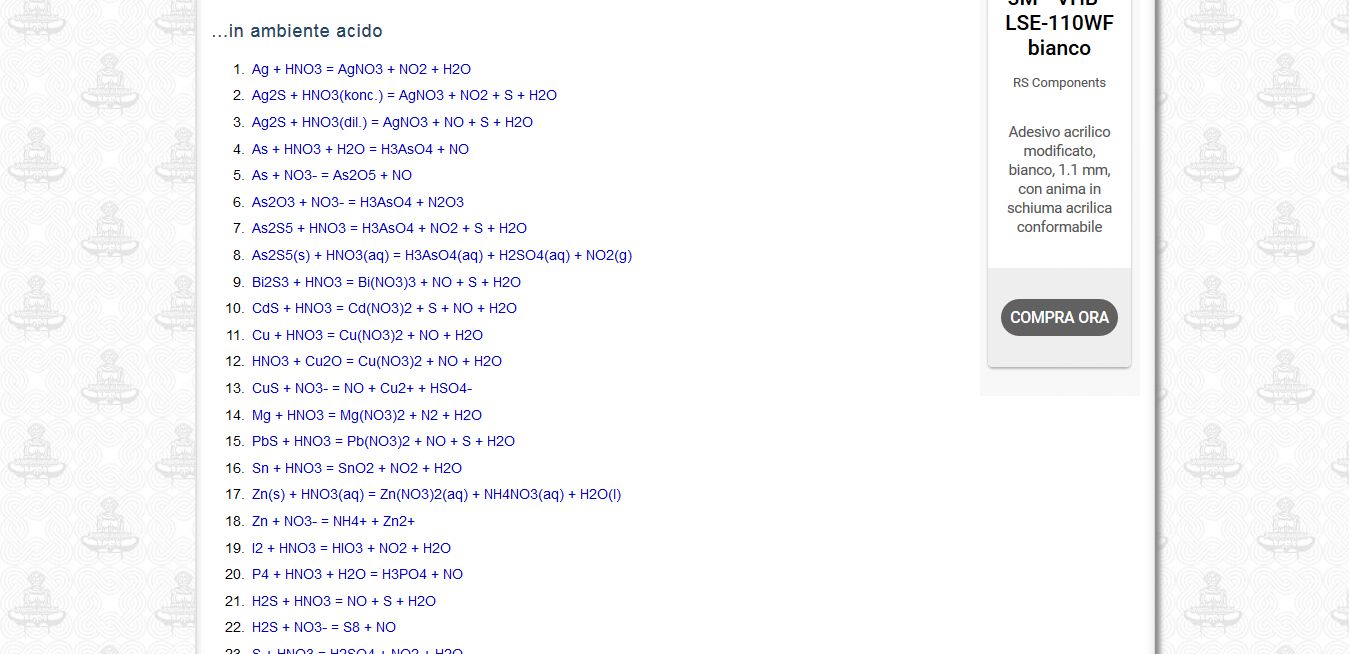 ...in ambiente acido
1. Ag + HNO3 = AgNO3 + NO2 + H2O
2. Ag2S + HNO3(konc.) = AgNO3 + NO2 + S + H2O
3. Ag2S + HNO3(dil.) = AgNO3 + NO + S + H2O
4. As + HNO3 + H2O = H3AsO4 + NO
5. As + NO3- = As2O5 + NO
6. As2O3 + NO3- = H3AsO4 + N2O3
7. As2S5 + HNO3 = H3AsO4 + NO2 + S + H2O
8. As2S5(s) + HNO3(aq) = H3AsO4(aq) + H2SO4(aq) + NO2(g)
9. Bi2S3 + HNO3 = Bi(NO3)3 + NO + S + H2O
10. CdS + HNO3 = Cd(NO3)2 + S + NO + H2O
11. Cu + HNO3 = Cu(NO3)2 + NO + H2O
12. HNO3 + Cu2O = Cu(NO3)2 + NO + H2O
13. CuS + NO3- = NO + Cu2+ + HSO4-
14. Mg + HNO3 = Mg(NO3)2 + N2 + H2O
15. PbS + HNO3 = Pb(NO3)2 + NO + S + H2O
16. Sn + HNO3 = SnO2 + NO2 + H2O
17. Zn(s) + HNO3(aq) = Zn(NO3)2(aq) + NH4NO3(aq) + H2O(l)
18. Zn + NO3- = NH4+ + Zn2+
19. I2 + HNO3 = HIO3 + NO2 + H2O
20. P4 + HNO3 + H2O = H3PO4 + NO
21. H2S + HNO3 = NO + S + H2O
22. H2S + NO3- = S8 + NO
23. S + HNO3 = H2SO4 + NO2 + H2O
3M™ VHB™
LSE-110WF
bianco
RS Components
Adesivo acrilico
modificato,
bianco, 1.1 mm,
con anima in
schiuma acrilica
conformabile
COMPRA ORA